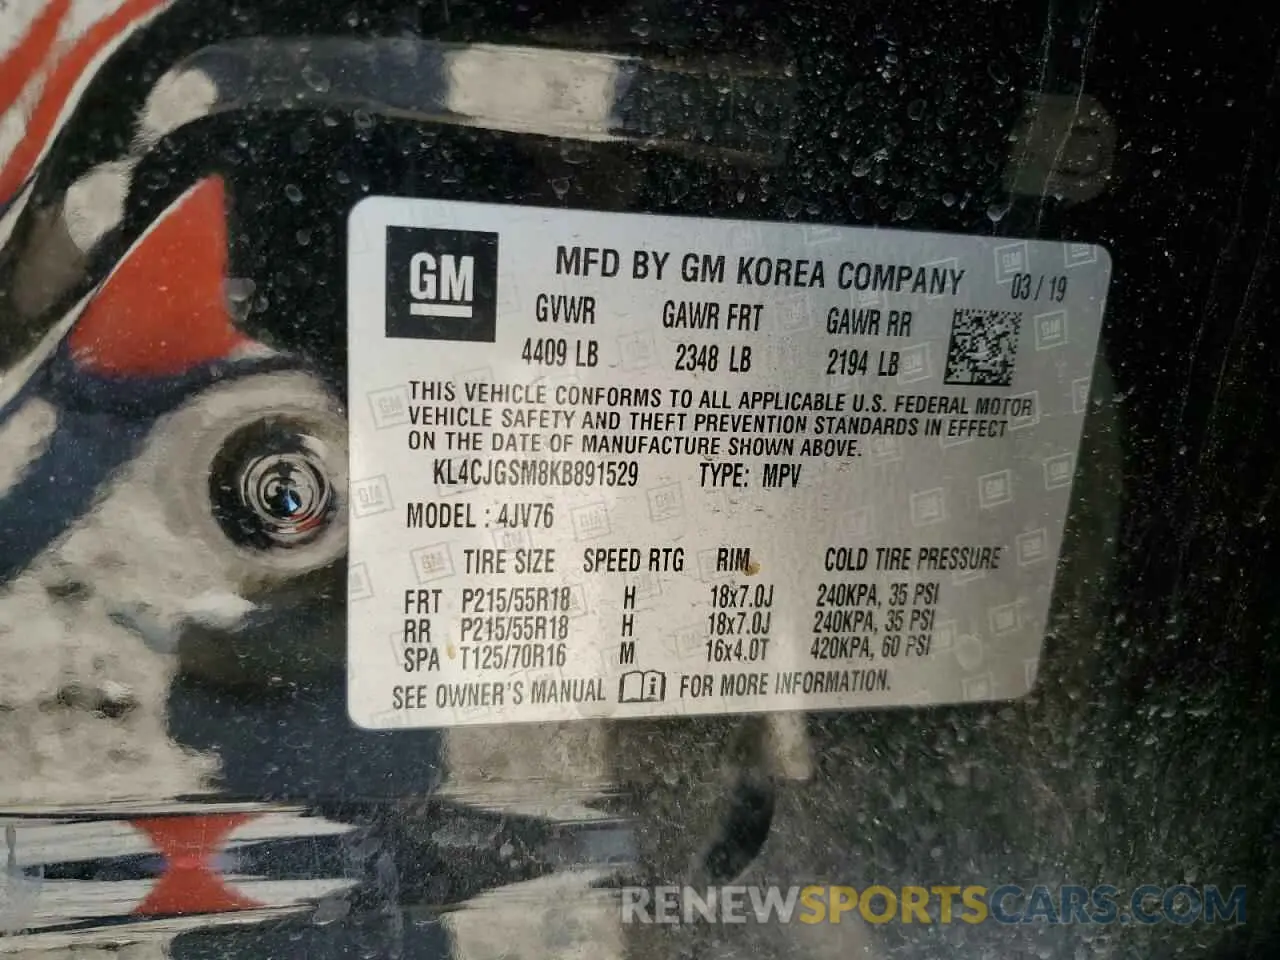 GM
MFD BY GM KOREA COMPANY 03/19
GVWR GAWR FRT GAWR RR
4409 LB 2348 LB 2194 LB
THIS VEHICLE CONFORMS TO ALL APPLICABLE U.S. FEDERAL MOTOR
VEHICLE SAFETY AND THEFT PREVENTION STANDARDS IN EFFECT
ON THE DATE OF MANUFACTURE SHOWN ABOVE.
KL4CJGSM8KB891529 TYPE: MPV
MODEL : 4JV76
TIRE SIZE SPEED RTG RIM COLD TIRE PRESSURE
FRT P215/55R18 H 18x7.0J 240KPA, 35 PSI
RR P215/55R18 H 18x7.0J 240KPA, 35 PSI
SPA T125/70R16 M 16x4.0T 420KPA, 60 PSI
SEE OWNER'S MANUAL i FOR MORE INFORMATION.
RENEWSPORTSCARS.COM